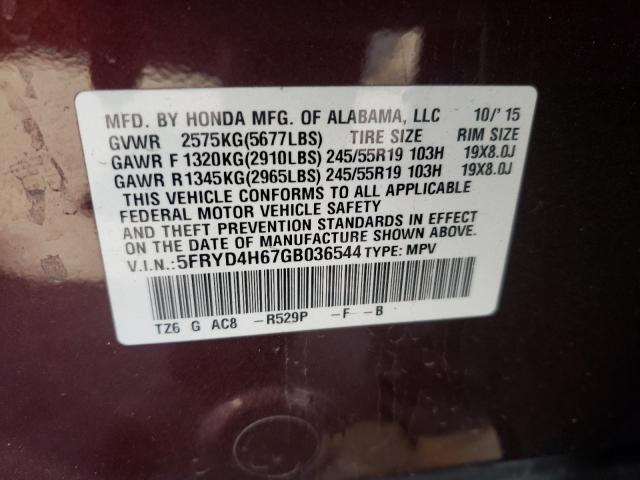 MFD. BY HONDA MFG. OF ALABAMA, LLC 10/'15
GVWR 2575KG(5677LBS) TIRE SIZE RIM SIZE
GAWR F 1320KG(2910LBS) 245/55R19 103H 19X8.0J
GAWR R1345KG(2965LBS) 245/55R19 103H 19X8.0J
THIS VEHICLE CONFORMS TO ALL APPLICABLE
FEDERAL MOTOR VEHICLE SAFETY
AND THEFT PREVENTION STANDARDS IN EFFECT
ON THE DATE OF MANUFACTURE SHOWN ABOVE.
V.I.N.:5FRYD4H67GB036544 TYPE: MPV
TZ6 G AC8 -R529P -F -B